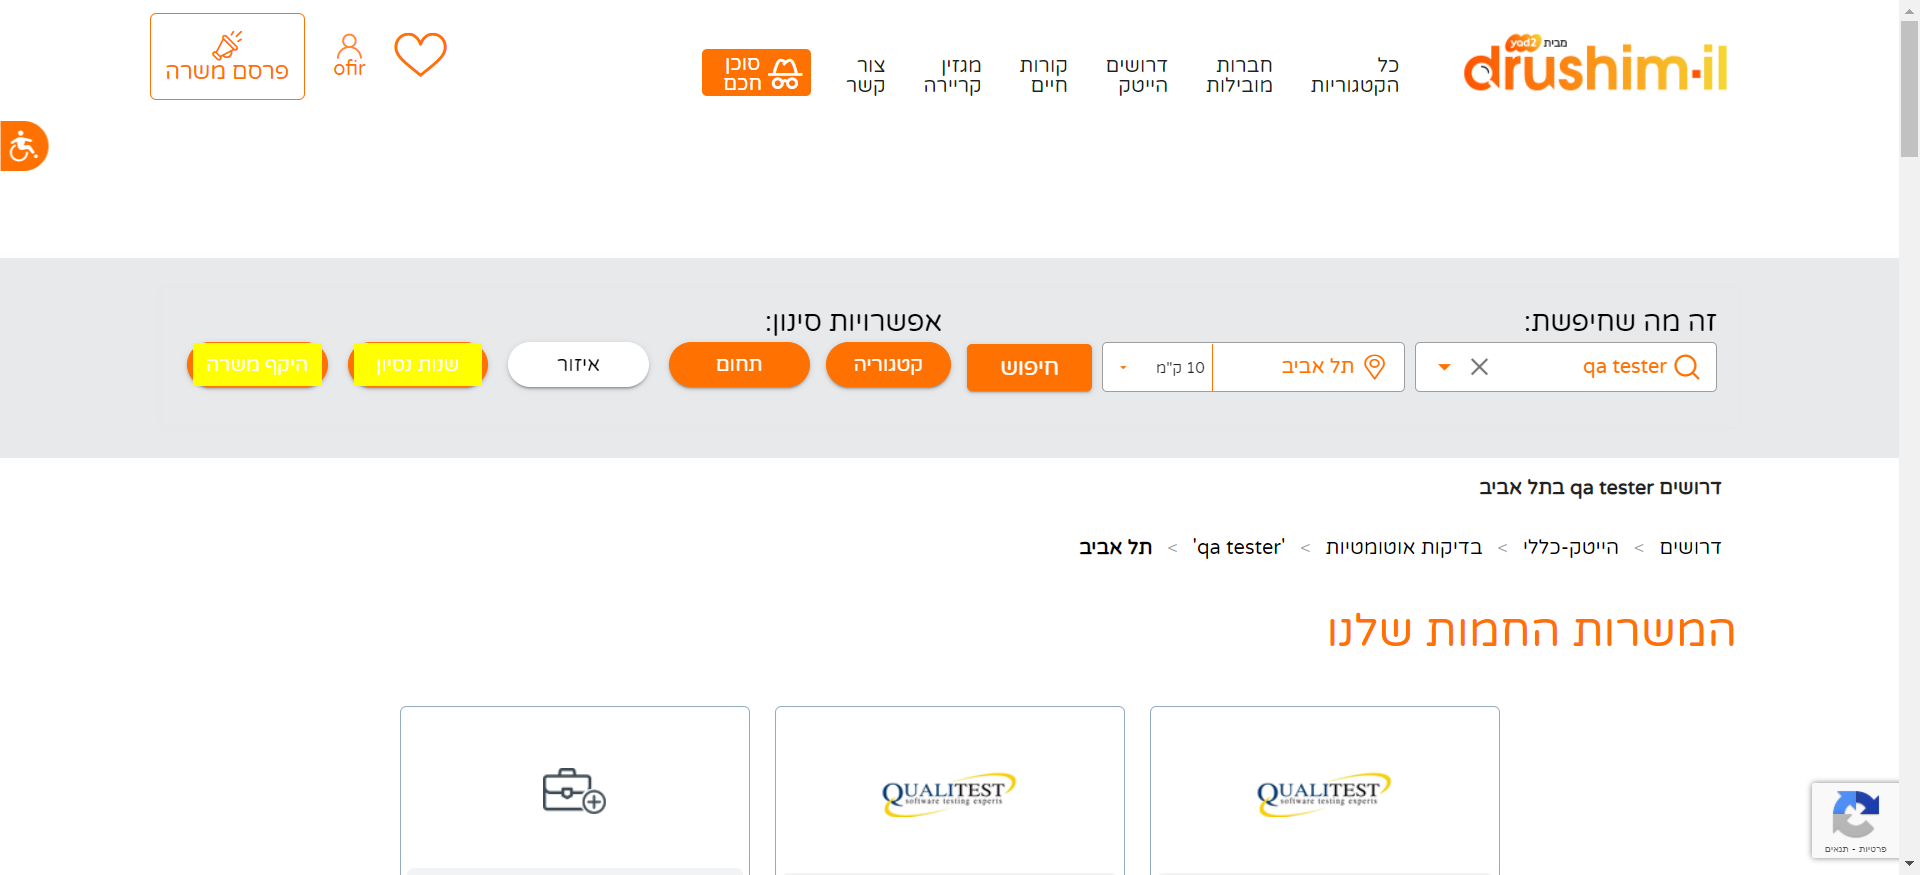 מבית yad2
drushim·il
כל
הקטגוריות
חברות
מובילות
דרושים
הייטק
קורות
חיים
מגזין
קריירה
צור
קשר
סוכן
חכם
ofir
פרסם משרה
זה מה שחיפשת:
אפשרויות סינון:
qa tester
תל אביב
10 ק"מ
חיפוש
קטגוריה
תחום
איזור
שנות נסיון
היקף משרה
דרושים qa tester בתל אביב
דרושים > הייטק-כללי > בדיקות אוטומטיות > 'qa tester' > תל אביב
המשרות החמות שלנו
QUALITEST
software testing experts
QUALITEST
software testing experts
פרטיות - תנאים